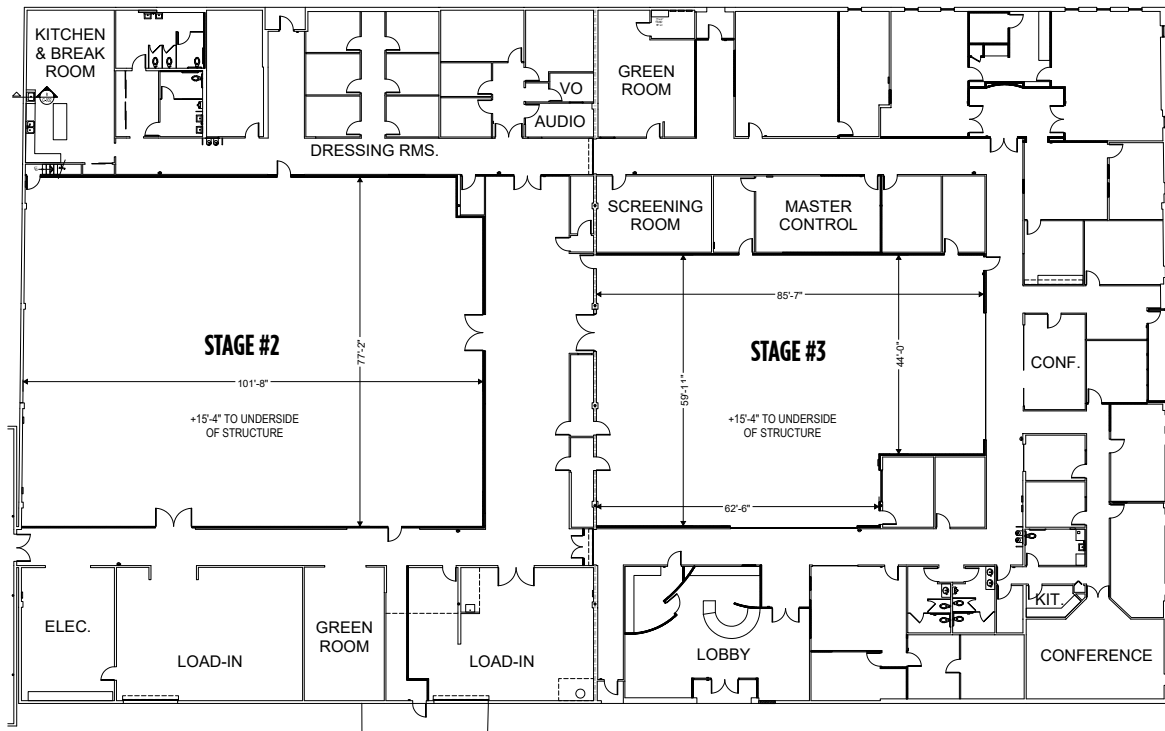 KITCHEN
& BREAK
ROOM
VO
AUDIO
GREEN
ROOM
DRESSING RMS.
SCREENING
ROOM
MASTER
CONTROL
85'-7"
STAGE #2
77'-2"
101'-8"
+15'-4" TO UNDERSIDE
OF STRUCTURE
STAGE #3
59'-11"
44'-0"
+15'-4" TO UNDERSIDE
OF STRUCTURE
62'-6"
CONF.
ELEC.
LOAD-IN
GREEN
ROOM
LOAD-IN
LOBBY
KIT.
CONFERENCE